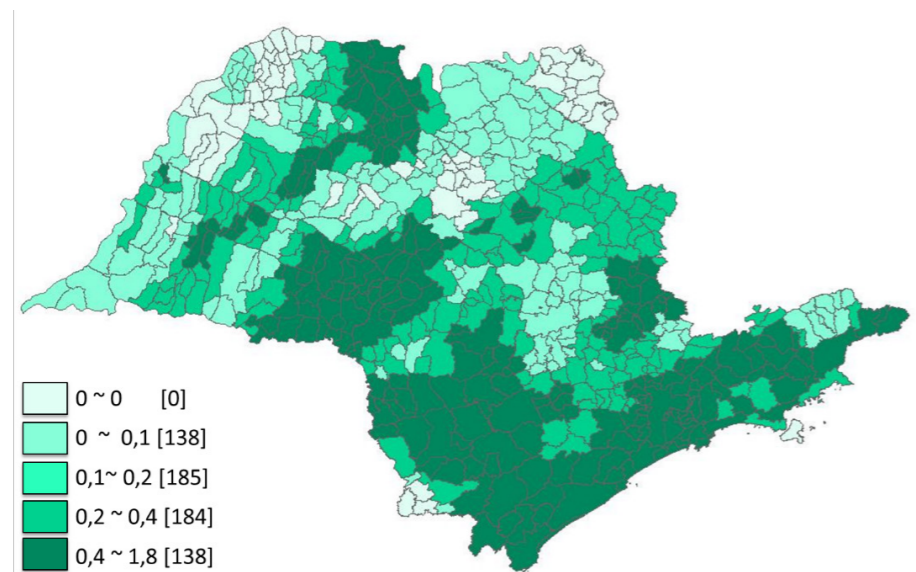 0 ~ 0 [0]
0 ~ 0,1 [138]
0,1~ 0,2 [185]
0,2 ~ 0,4 [184]
0,4 ~ 1,8 [138]